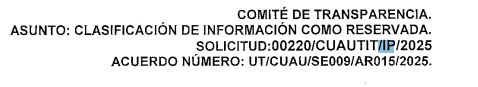 COMITÉ DE TRANSPARENCIA.
ASUNTO: CLASIFICACIÓN DE INFORMACIÓN COMO RESERVADA.
SOLICITUD:00220/CUAUTIT/IP/2025
ACUERDO NÚMERO: UT/CUAU/SE009/AR015/2025.